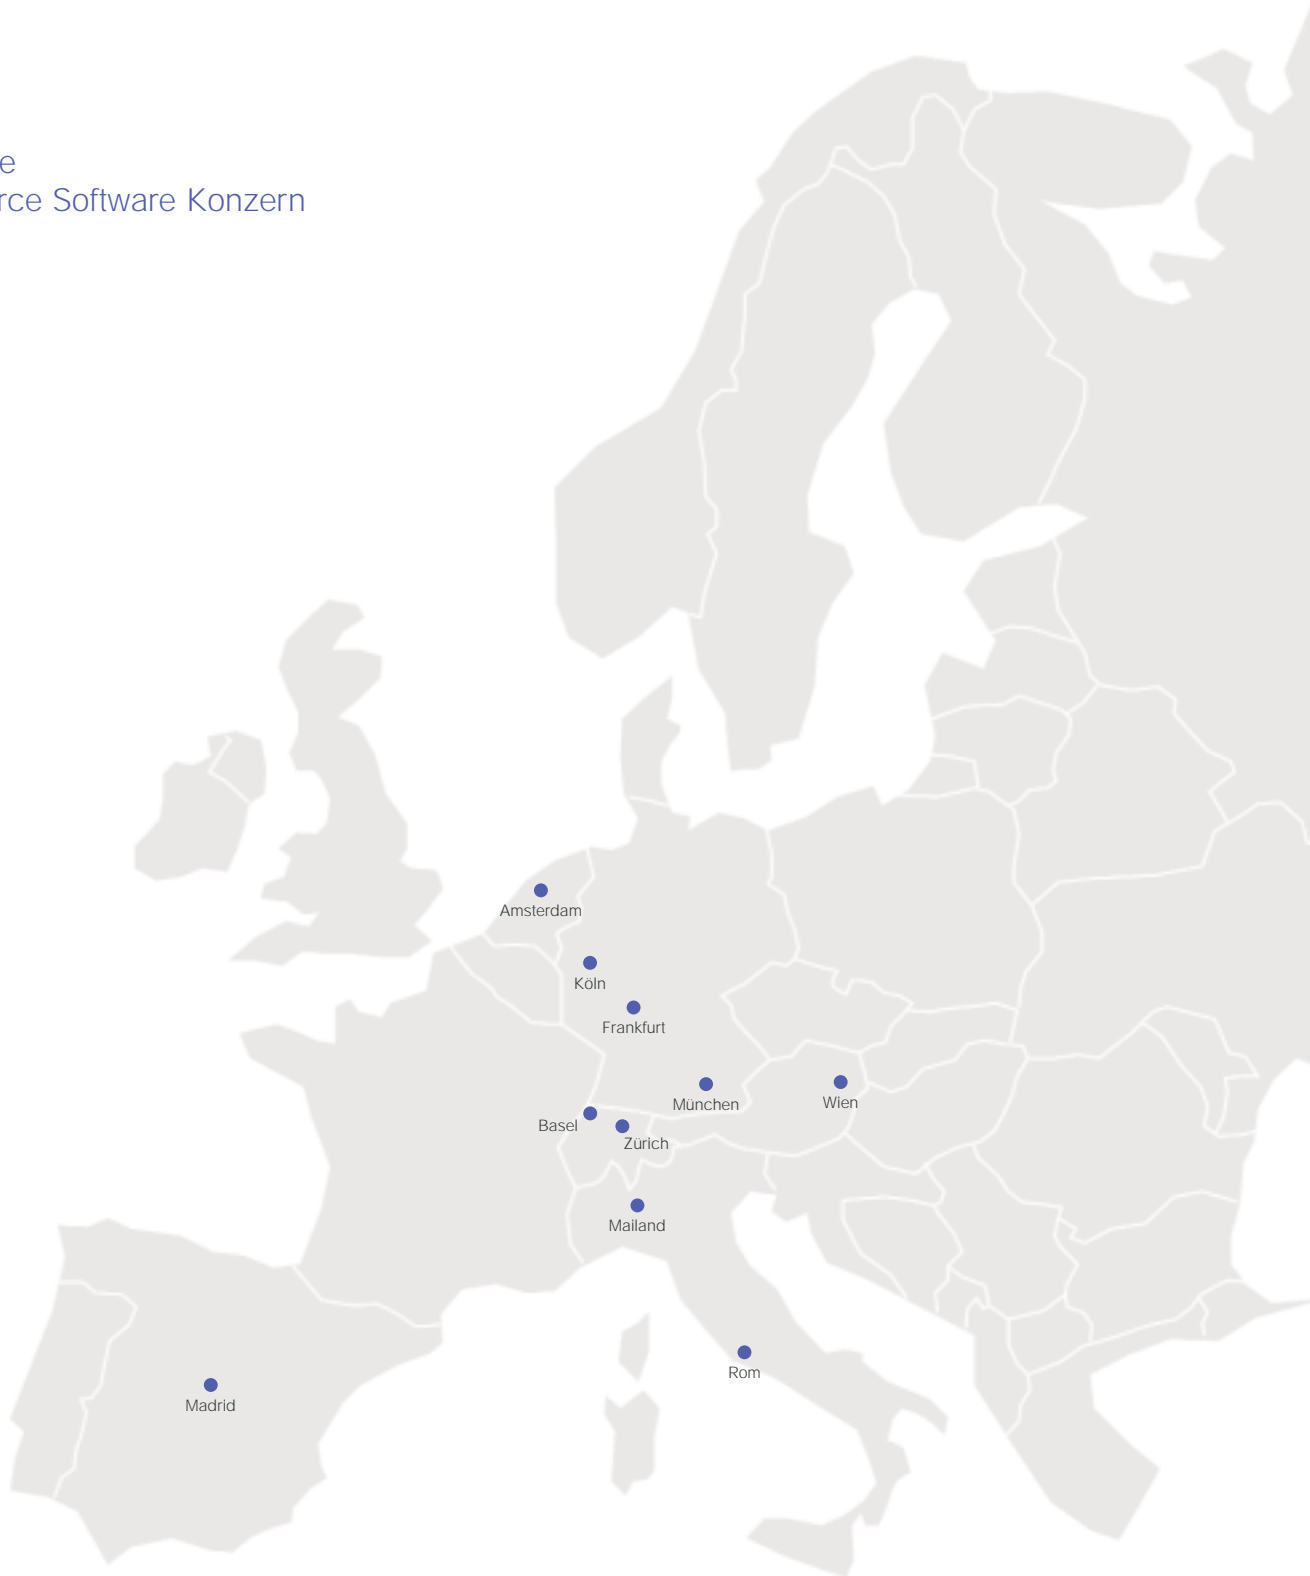 e
rce Software Konzern
Amsterdam
Köln
Frankfurt
München
Wien
Basel
Zürich
Mailand
Rom
Madrid